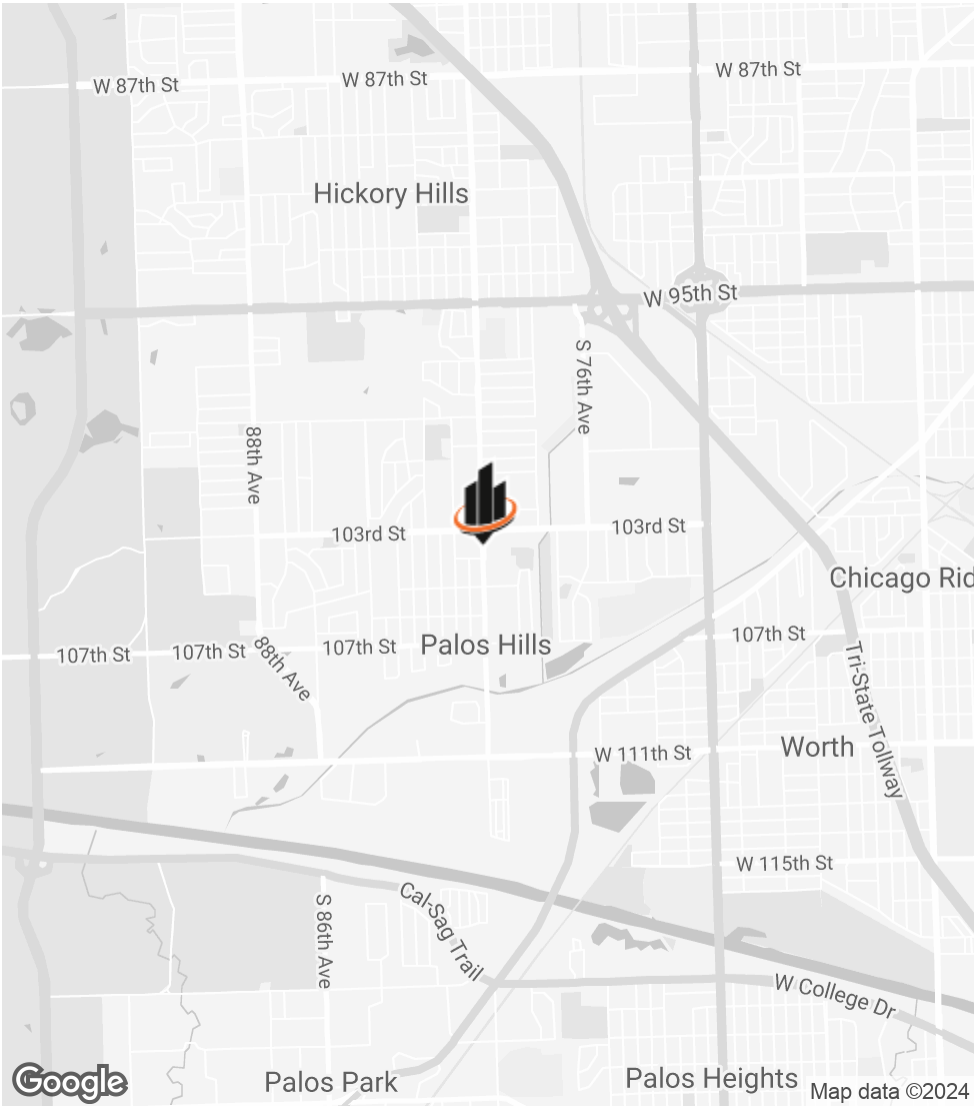 W 87th St
W 87th St
W 87th St
Hickory Hills
W 95th St
S 76th Ave
88th Ave
103rd St
103rd St
Chicago Rid
107th St
107th St
107th St
88th Ave
107th St
Palos Hills
Tri-State Tollway
W 111th St
Worth
W 115th St
S 86th Ave
Cal-Sag Trail
W College Dr
Google
Palos Park
Palos Heights
Map data ©2024